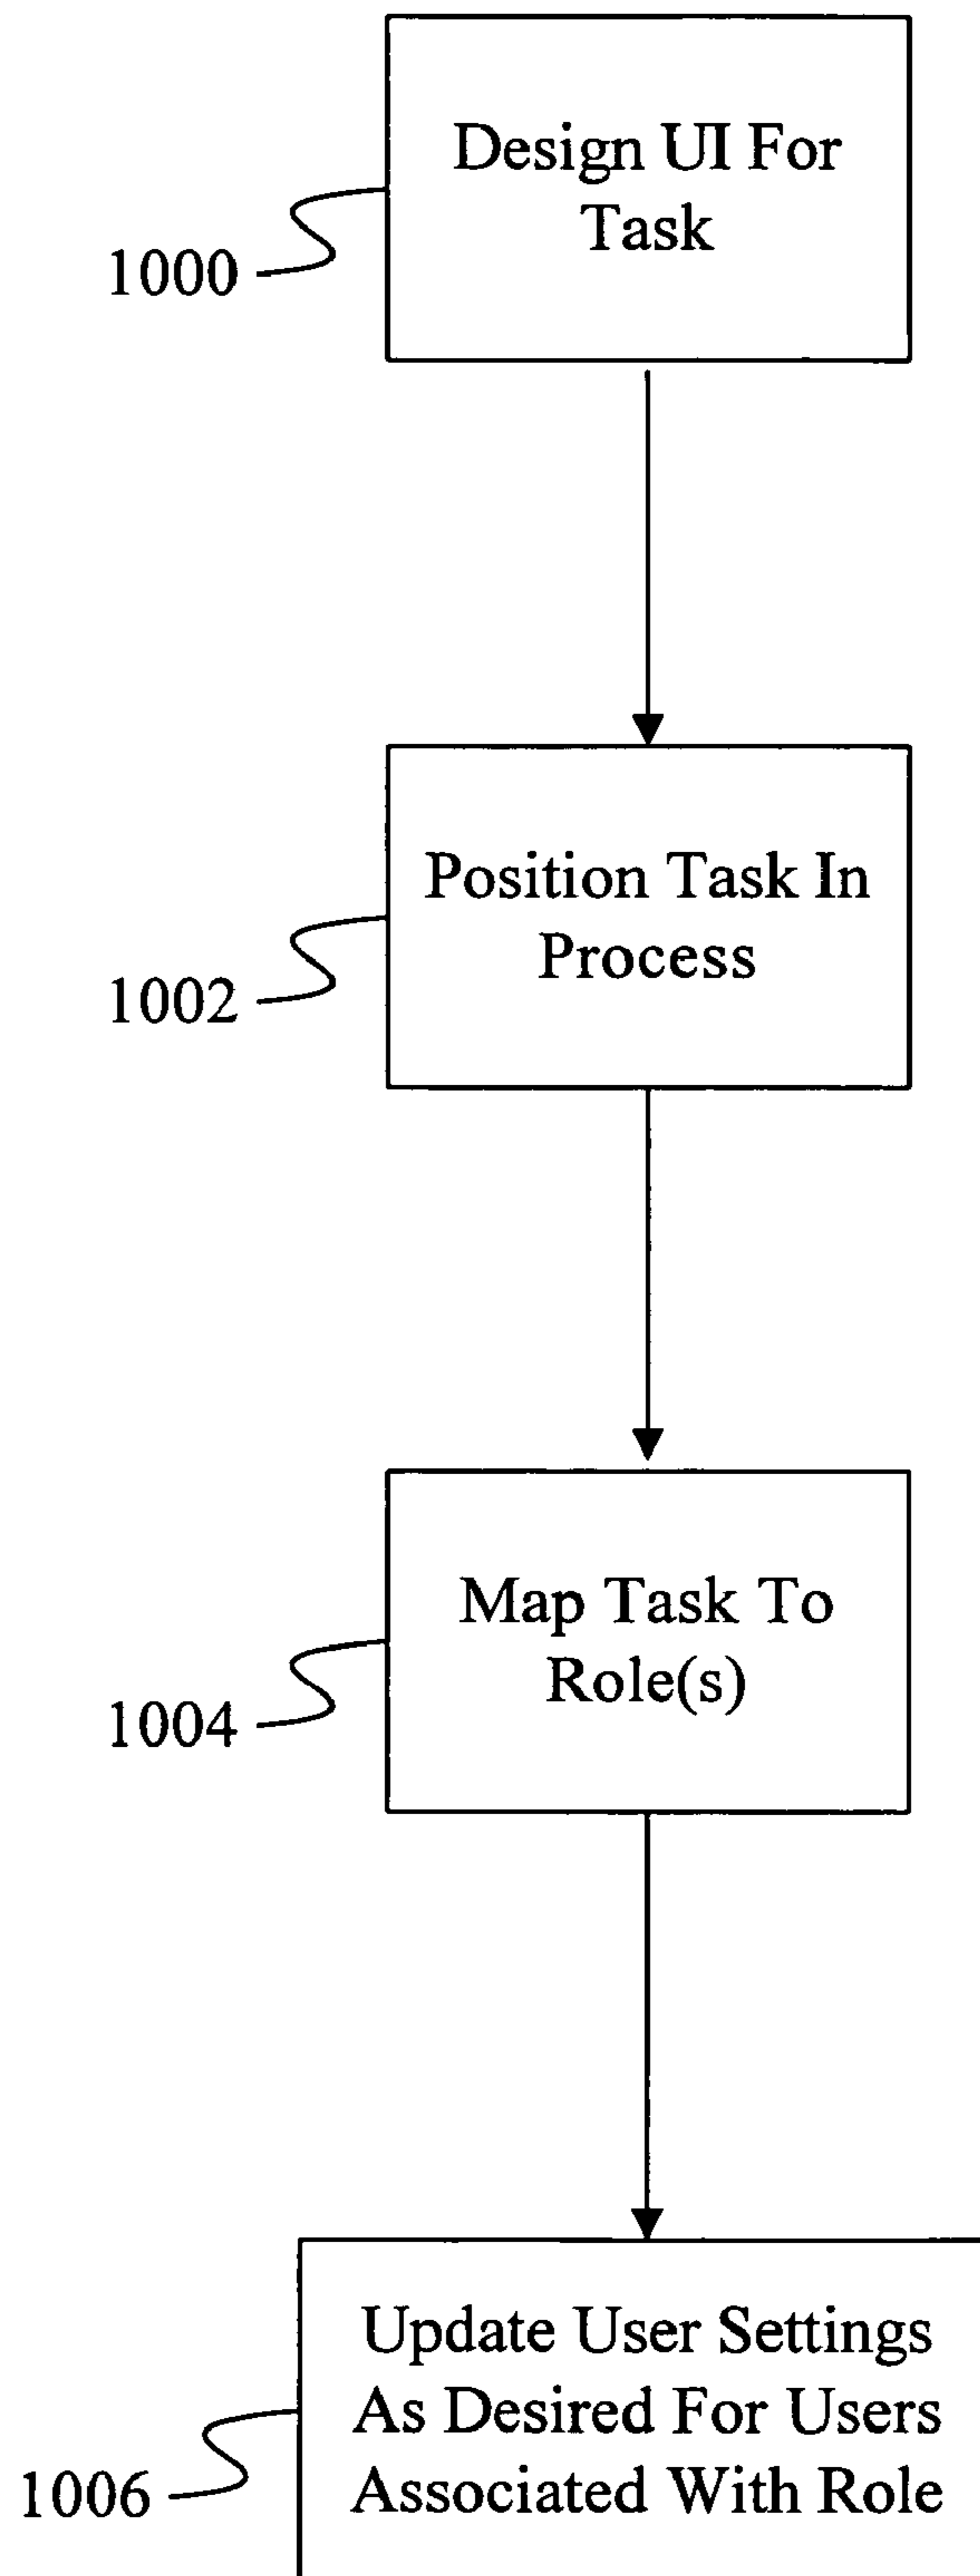 Design UI For
Task
1000
Position Task In
Process
1002
Map Task To
Role(s)
1004
Update User Settings
As Desired For Users
Associated With Role
1006